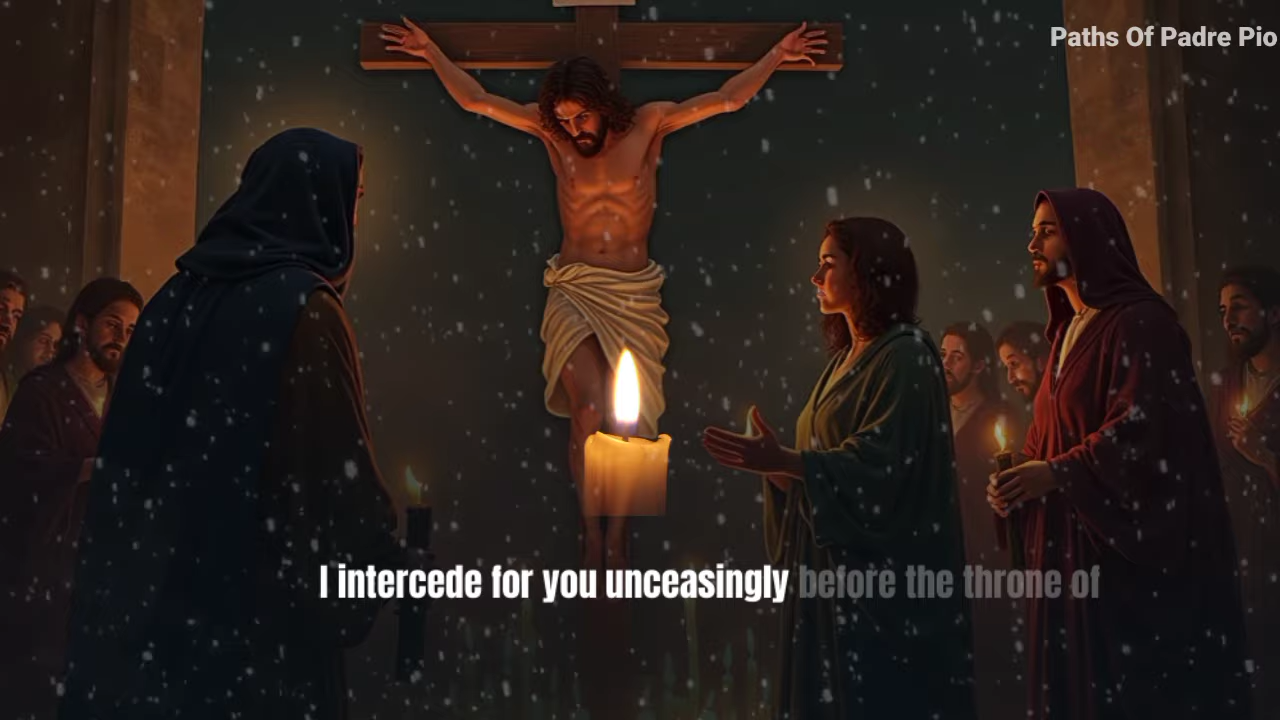 Paths Of Padre Pio
I intercede for you unceasingly before the throne of